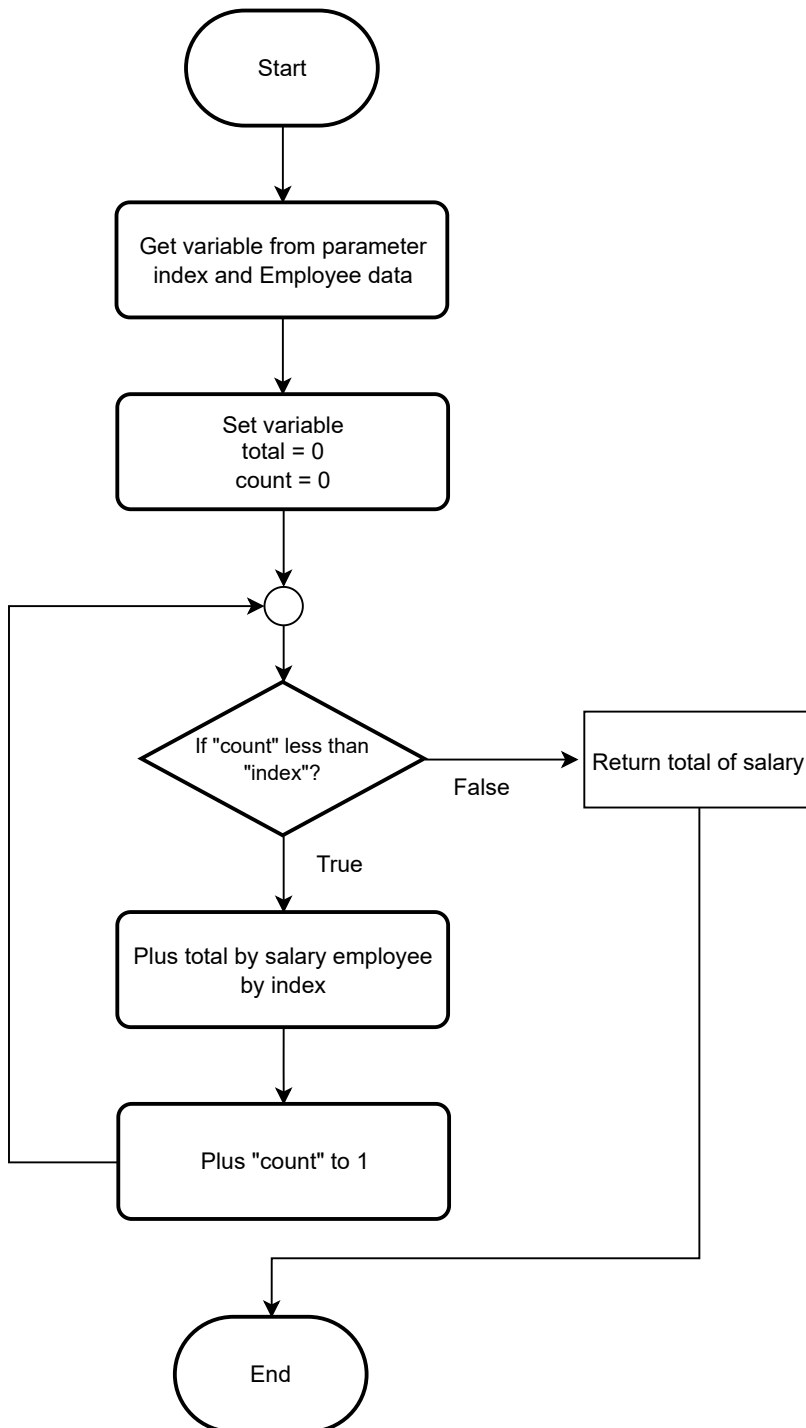 Start
Get variable from parameter
index and Employee data
Set variable
total = 0
count = 0
If "count" less than
"index"?
False
Return total of salary
True
Plus total by salary employee
by index
Plus "count" to 1
End